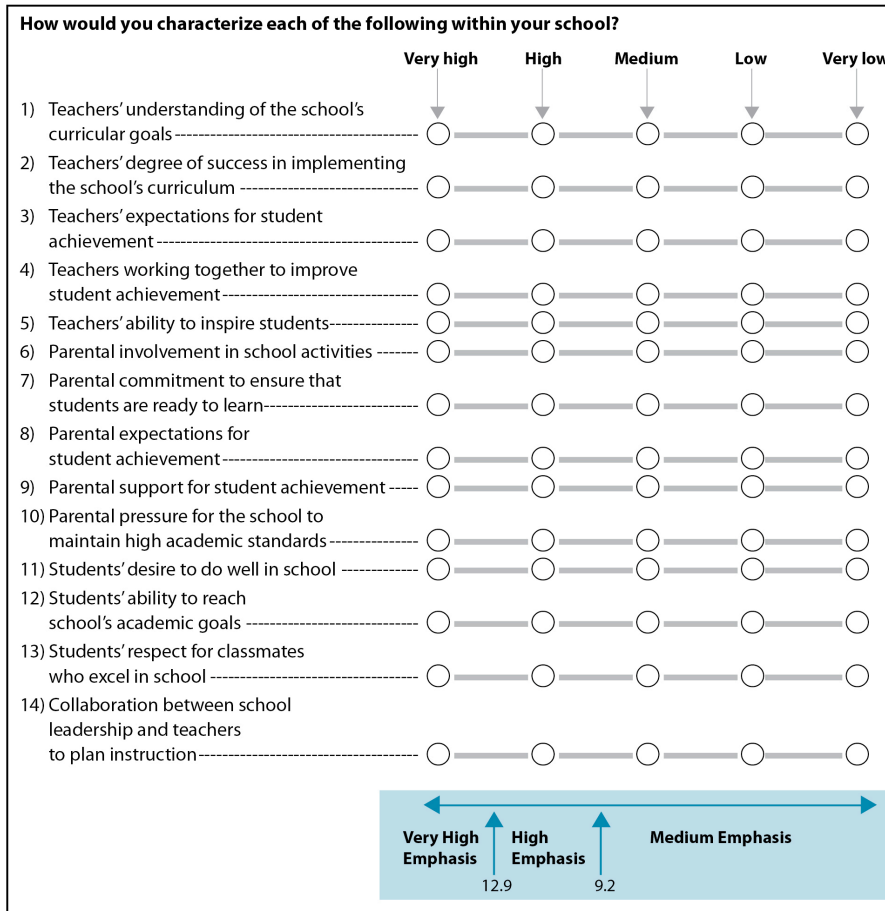 How would you characterize each of the following within your school?
Very high High Medium Low Very low
1) Teachers' understanding of the school's
curricular goals
2) Teachers' degree of success in implementing
the school's curriculum
3) Teachers' expectations for student
achievement
4) Teachers working together to improve
student achievement
5) Teachers' ability to inspire students
6) Parental involvement in school activities
7) Parental commitment to ensure that
students are ready to learn
8) Parental expectations for
student achievement
9) Parental support for student achievement
10) Parental pressure for the school to
maintain high academic standards
11) Students' desire to do well in school
12) Students' ability to reach
school's academic goals
13) Students' respect for classmates
who excel in school
14) Collaboration between school
leadership and teachers
to plan instruction
Very High
Emphasis
High
Emphasis
Medium Emphasis
12.9 9.2